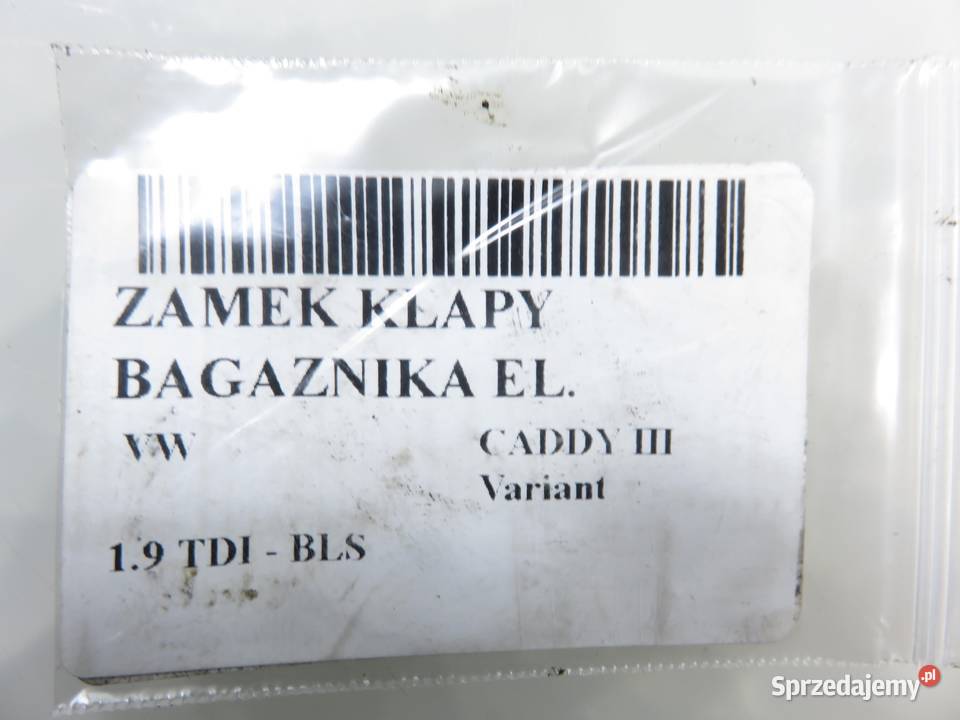 ZAMEK KLAPY
BAGAZNIKA EL.
VW CADDY III
Variant
1.9 TDI - BLS
Sprzedajemy.pl